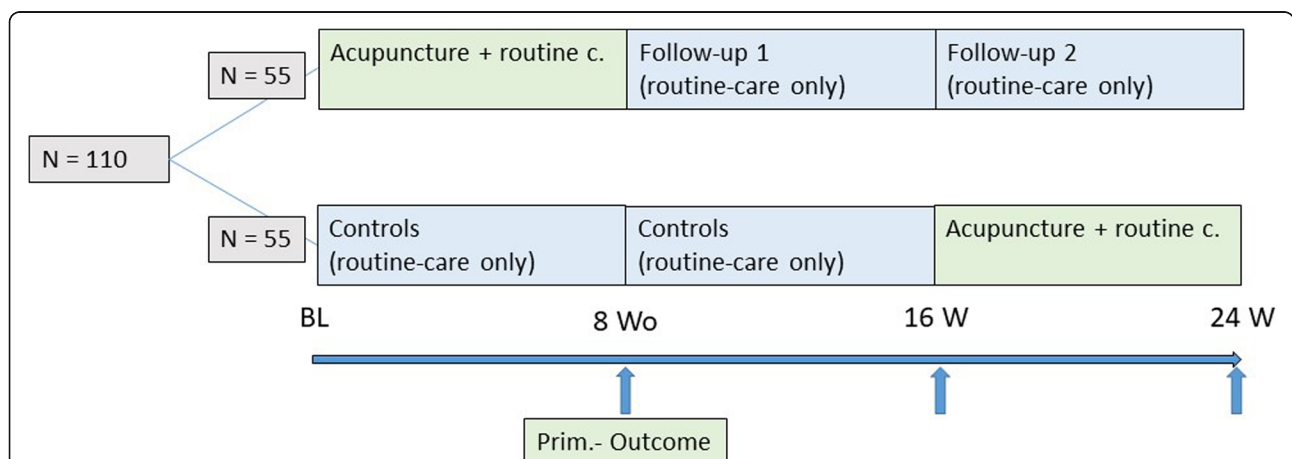 N = 110
N = 55
Acupuncture + routine c.
Follow-up 1
(routine-care only)
Follow-up 2
(routine-care only)
N = 55
Controls
(routine-care only)
Controls
(routine-care only)
Acupuncture + routine c.
BL
8 Wo
16 W
24 W
Prim.- Outcome